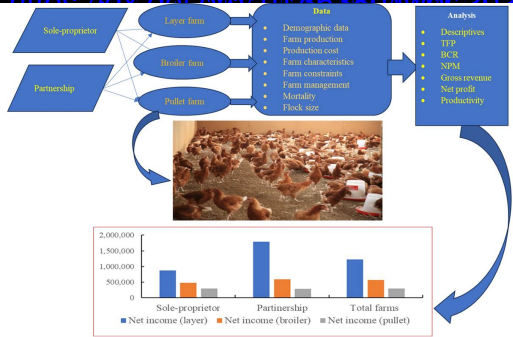 Sole-proprietor
Partnership
Layer farm
Broiler farm
Pullet farm
Data
Demographic data
Farm production
Production cost
Farm characteristics
Farm constraints
Farm management
Mortality
Flock size
Analysis
Descriptives
TFP
BCR
NPM
Gross revenue
Net profit
Productivity
2,000,000
1,500,000
1,000,000
500,000
0
Sole-proprietor Partnership Total farms
Net income (layer) Net income (broiler) Net income (pullet)